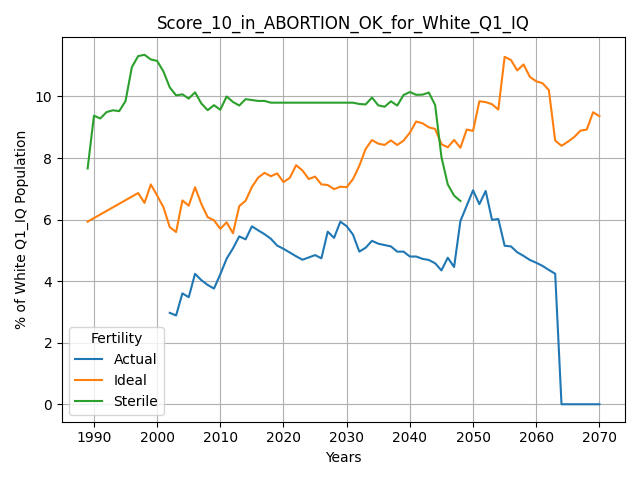 Score_10_in_ABORTION_OK_for_White_Q1_IQ
% of White Q1_IQ Population
10
8
6
4
2
0
Fertility
Actual
Ideal
Sterile
1990 2000 2010 2020 2030 2040 2050 2060 2070
Years